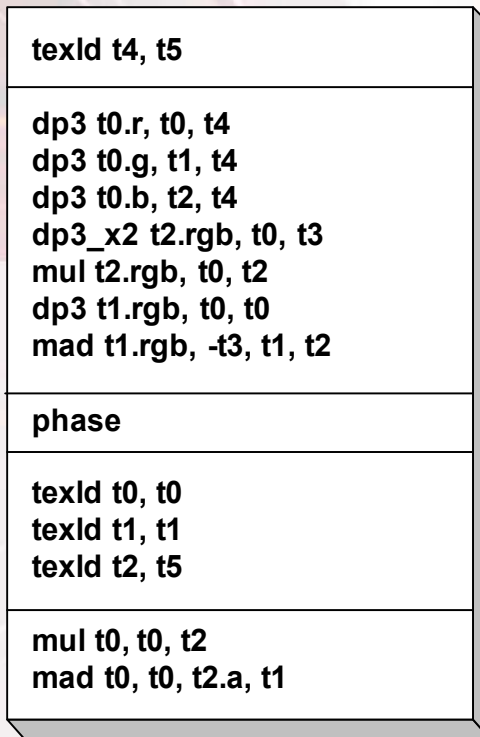 texld t4, t5
dp3 t0.r, t0, t4
dp3 t0.g, t1, t4
dp3 t0.b, t2, t4
dp3_x2 t2.rgb, t0, t3
mul t2.rgb, t0, t2
dp3 t1.rgb, t0, t0
mad t1.rgb, -t3, t1, t2
phase
texld t0, t0
texld t1, t1
texld t2, t5
mul t0, t0, t2
mad t0, t0, t2.a, t1